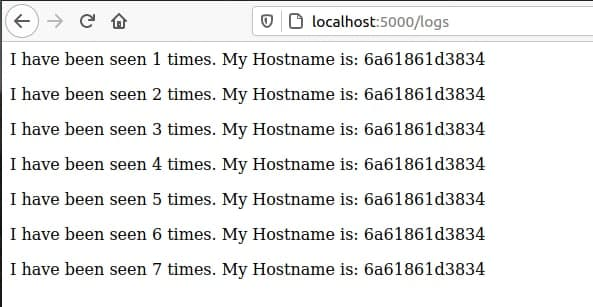 localhost:5000/logs
I have been seen 1 times. My Hostname is: 6a61861d3834
I have been seen 2 times. My Hostname is: 6a61861d3834
I have been seen 3 times. My Hostname is: 6a61861d3834
I have been seen 4 times. My Hostname is: 6a61861d3834
I have been seen 5 times. My Hostname is: 6a61861d3834
I have been seen 6 times. My Hostname is: 6a61861d3834
I have been seen 7 times. My Hostname is: 6a61861d3834